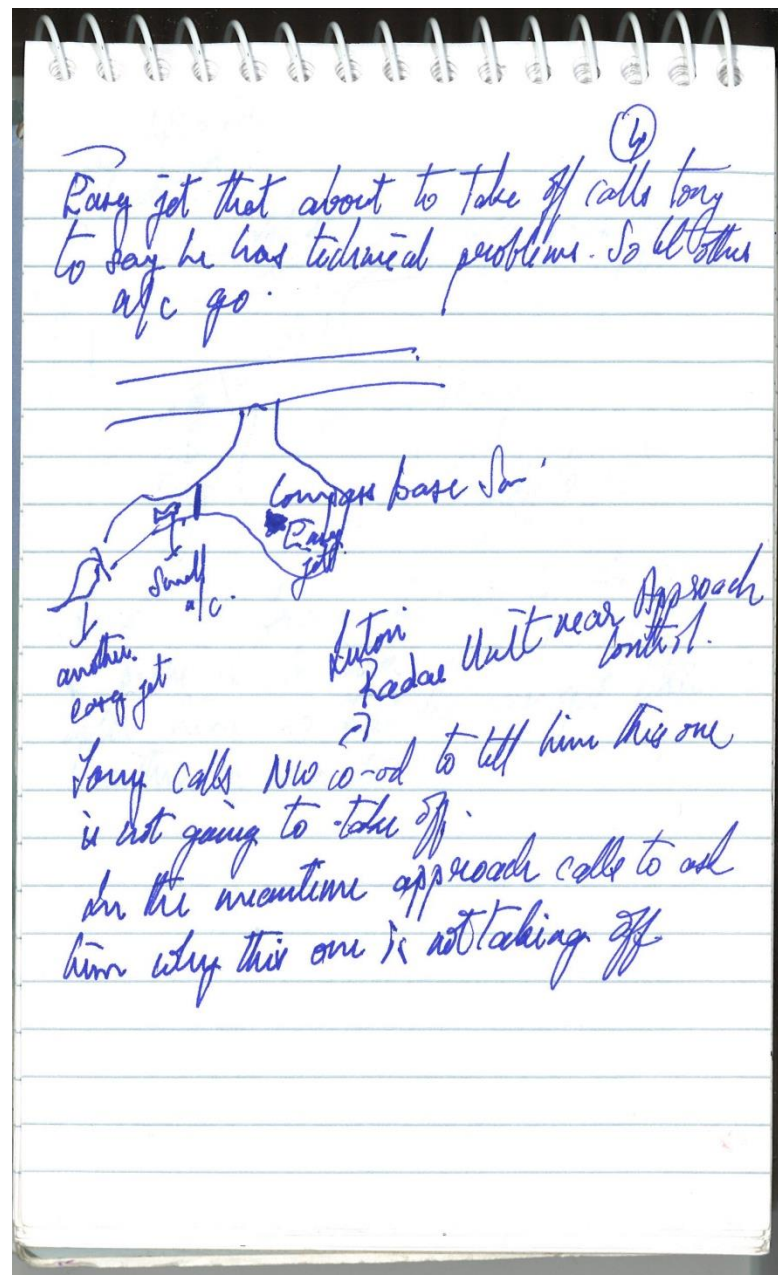 4
Easy jet that about to take off calls Tony
to say he has technical problems. So let other
a/c go.
Compass base
Easy
jet
Small
a/c.
another
easy jet
Luton
Radar Unit near Approach
Control.
Tony calls NW co-od to tell him this one
is not going to take off.
In the meantime approach calls to ask
him why this one is not taking off